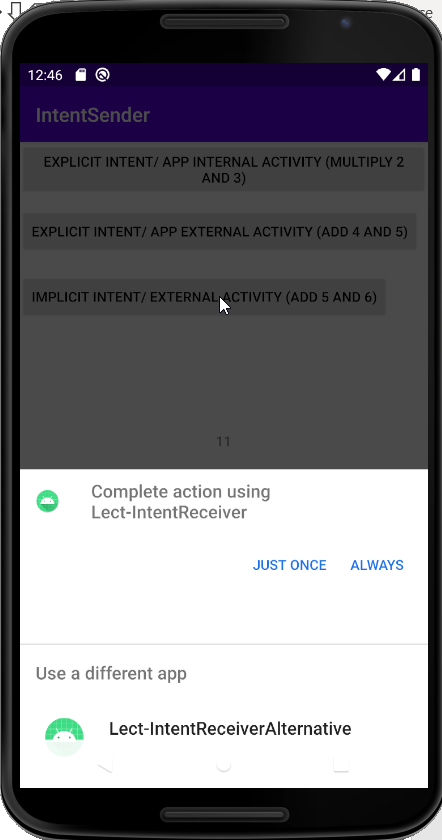 se
12:46
IntentSender
EXPLICIT INTENT/ APP INTERNAL ACTIVITY (MULTIPLY 2
AND 3)
EXPLICIT INTENT/ APP EXTERNAL ACTIVITY (ADD 4 AND 5)
IMPLICIT INTENT/ EXTERNAL ACTIVITY (ADD 5 AND 6)
11
Complete action using
Lect-IntentReceiver
JUST ONCE ALWAYS
Use a different app
Lect-IntentReceiverAlternative